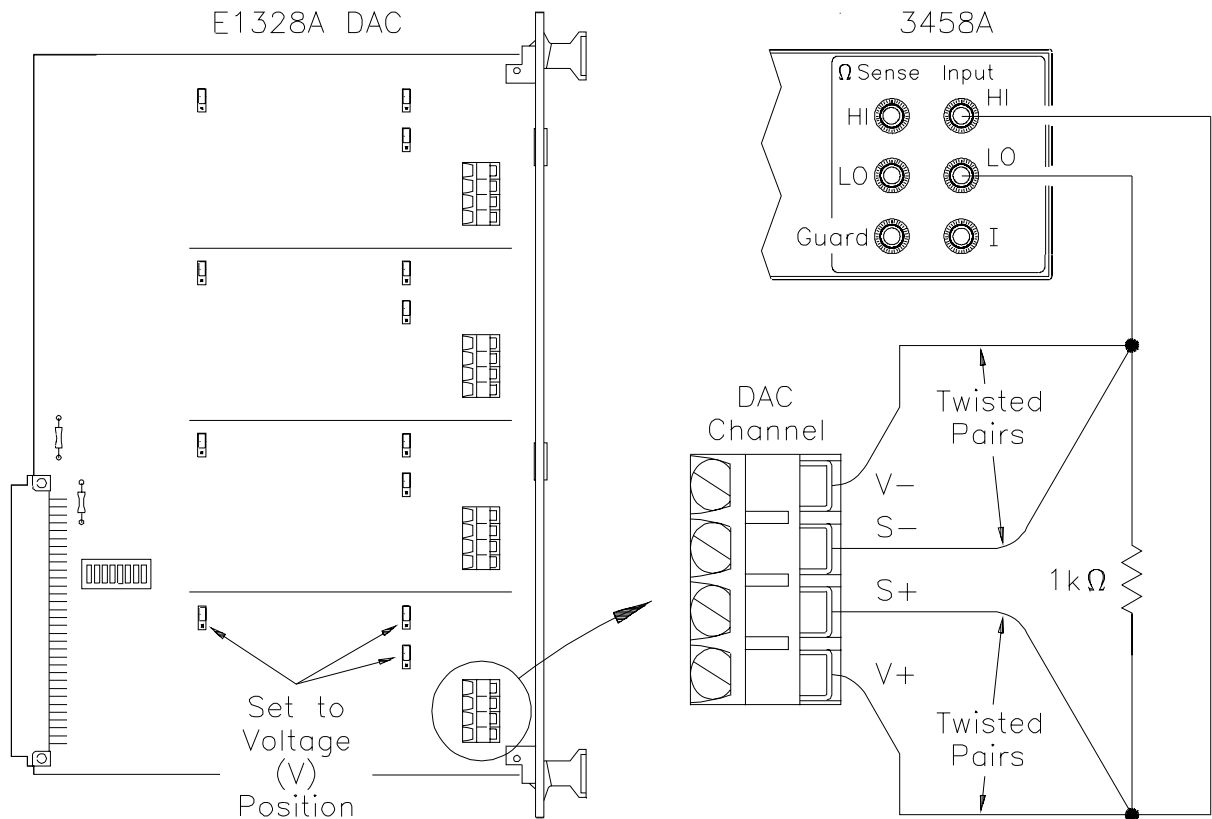 E1328A DAC
3458A
Ω Sense
Input
HI
HI
LO
LO
Guard
I
DAC
Channel
Twisted
Pairs
V−
S−
S+
V+
1kΩ
Twisted
Pairs
Set to
Voltage
(V)
Position